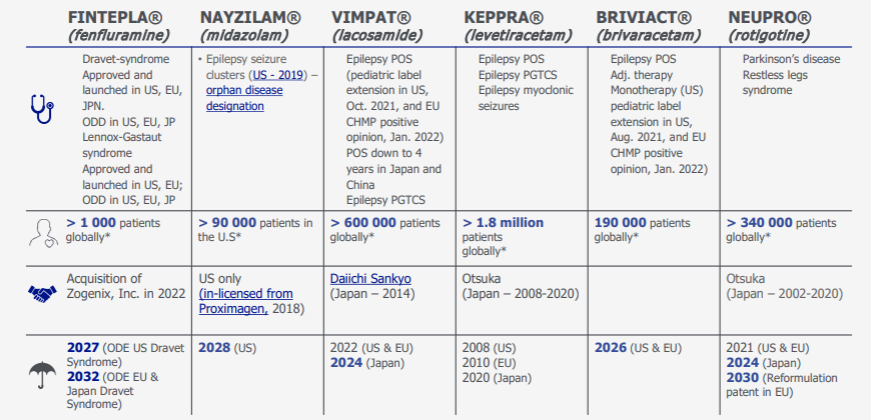 FINTEPLA®
(fenfluramine)
NAYZILAM®
(midazolam)
VIMPAT®
(lacosamide)
KEPPRA®
(levetiracetam)
BRIVIACT®
(brivaracetam)
NEUPRO®
(rotigotine)
Dravet-syndrome
Approved and
launched in US, EU,
JPN.
ODD in US, EU, JP
Lennox-Gastaut
syndrome
Approved and
launched in US, EU;
ODD in US, EU, JP
• Epilepsy seizure
clusters (US - 2019) –
orphan disease
designation
Epilepsy POS
(pediatric label
extension in US,
Oct. 2021, and EU
CHMP positive
opinion, Jan. 2022)
POS down to 4
years in Japan and
China
Epilepsy PGTCS
Epilepsy POS
Epilepsy PGTCS
Epilepsy myoclonic
seizures
Epilepsy POS
Adj. therapy
Monotherapy (US)
pediatric label
extension in US,
Aug. 2021, and EU
CHMP positive
opinion, Jan. 2022)
Parkinson's disease
Restless legs
syndrome
> 1 000 patients
globally*
> 90 000 patients in
the U.S*
> 600 000 patients
globally*
> 1.8 million
patients
globally*
190 000 patients
globally*
> 340 000 patients
globally*
Acquisition of
Zogenix, Inc. in 2022
US only
(in-licensed from
Proximagen, 2018)
Daiichi Sankyo
(Japan – 2014)
Otsuka
(Japan – 2008-2020)
Otsuka
(Japan – 2002-2020)
2027 (ODE US Dravet
Syndrome)
2032 (ODE EU &
Japan Dravet
Syndrome)
2028 (US)
2022 (US & EU)
2024 (Japan)
2008 (US)
2010 (EU)
2020 (Japan)
2026 (US & EU)
2021 (US & EU)
2024 (Japan)
2030 (Reformulation
patent in EU)